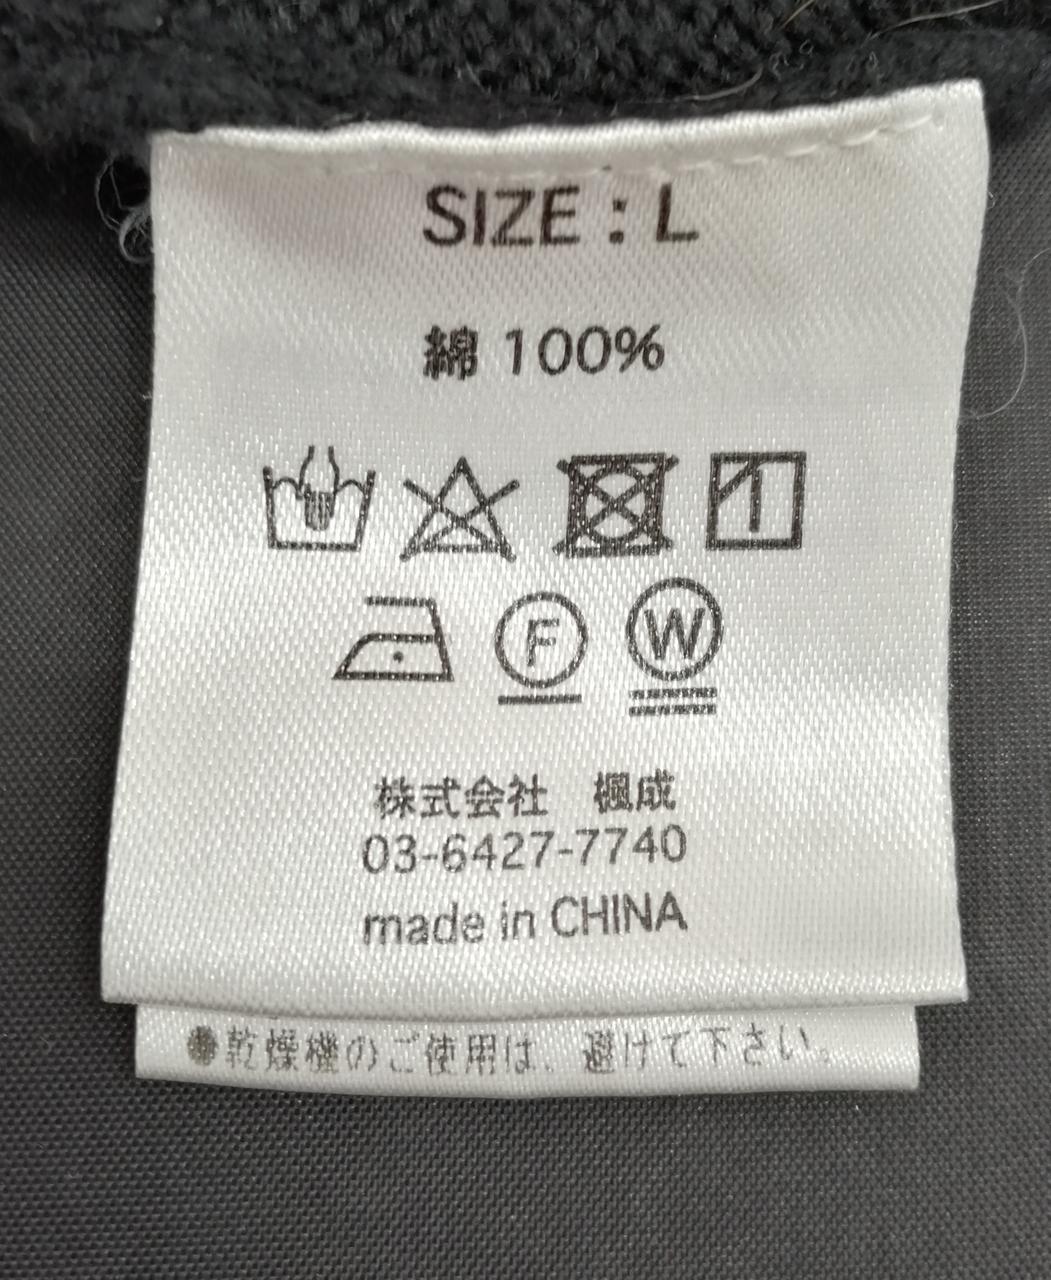 SIZE : L
綿 100%
F W
株式会社 楓成
03-6427-7740
made in CHINA
●乾燥機のご使用は、避けて下さい。